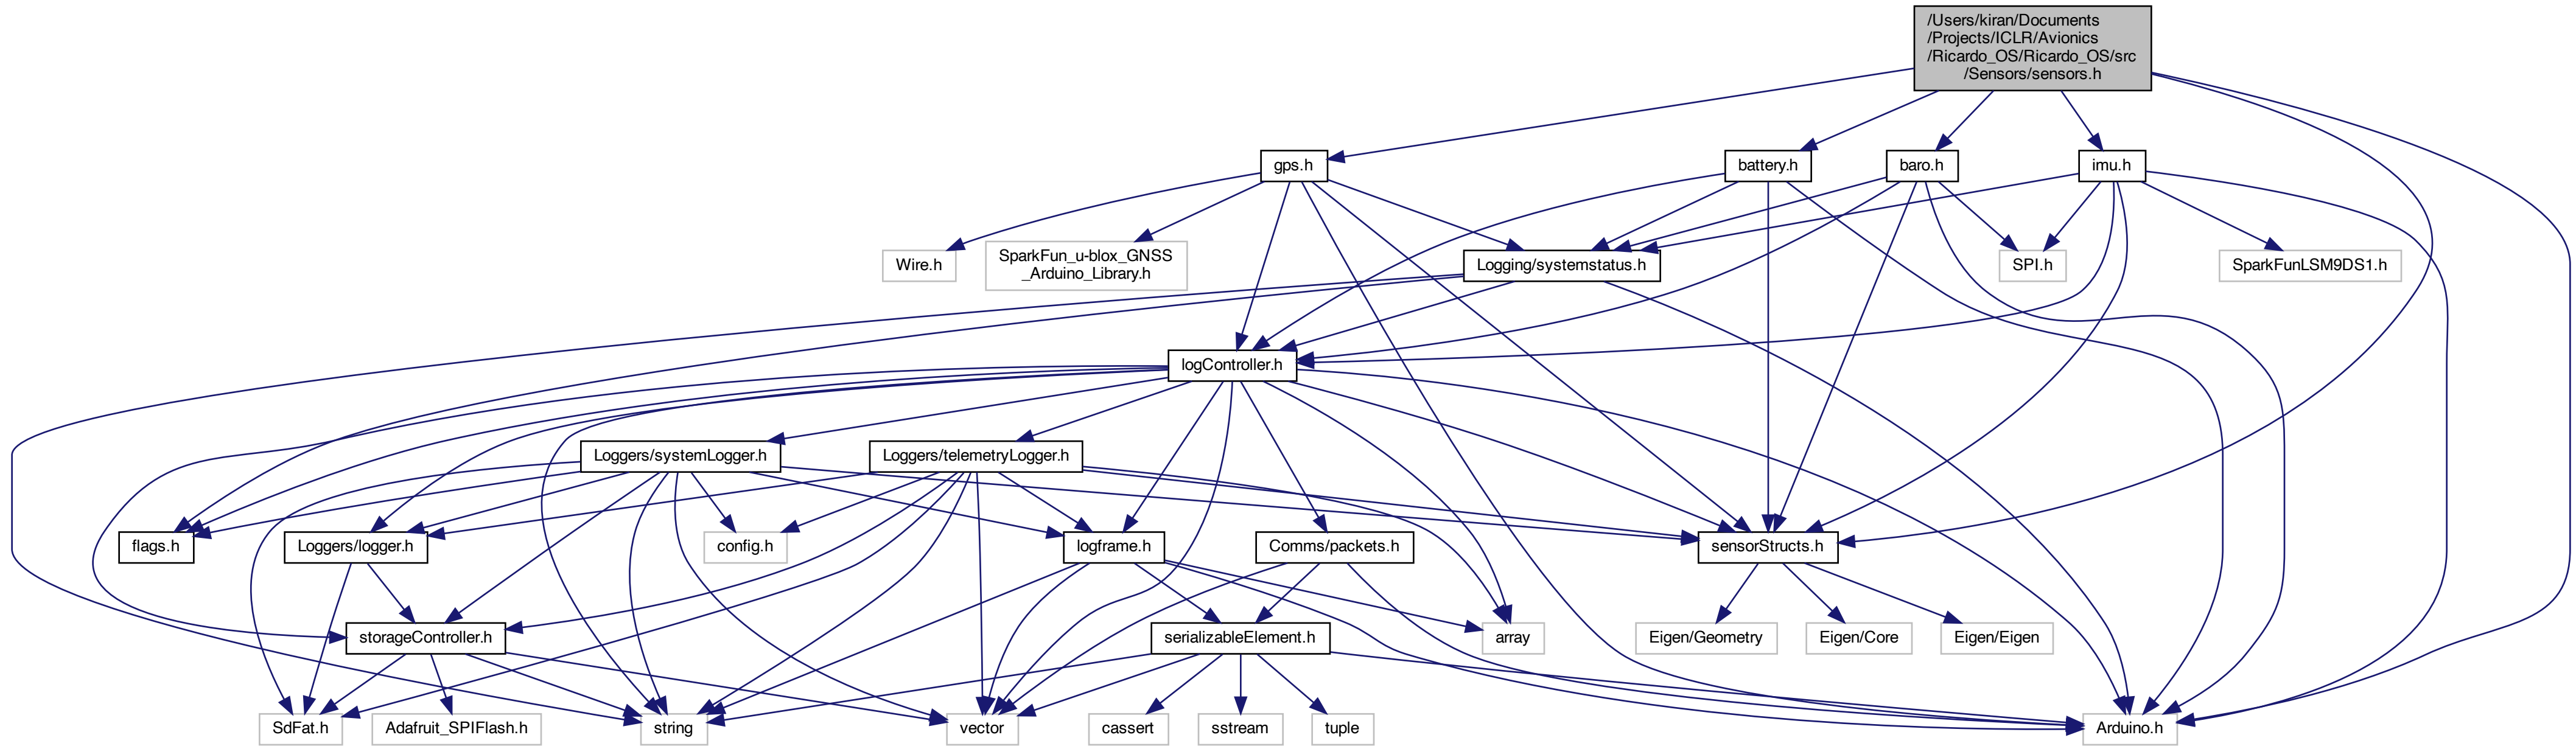 /Users/kiran/Documents
/Projects/ICLR/Avionics
/Ricardo_OS/Ricardo_OS/src
/Sensors/sensors.h
gps.h
battery.h
baro.h
imu.h
Wire.h
SparkFun_u-blox_GNSS
_Arduino_Library.h
Logging/systemstatus.h
SPI.h
SparkFunLSM9DS1.h
logController.h
Loggers/systemLogger.h
Loggers/telemetryLogger.h
flags.h
Loggers/logger.h
config.h
logframe.h
Comms/packets.h
sensorStructs.h
storageController.h
serializableElement.h
array
Eigen/Geometry
Eigen/Core
Eigen/Eigen
SdFat.h
Adafruit_SPIFlash.h
string
vector
cassert
sstream
tuple
Arduino.h